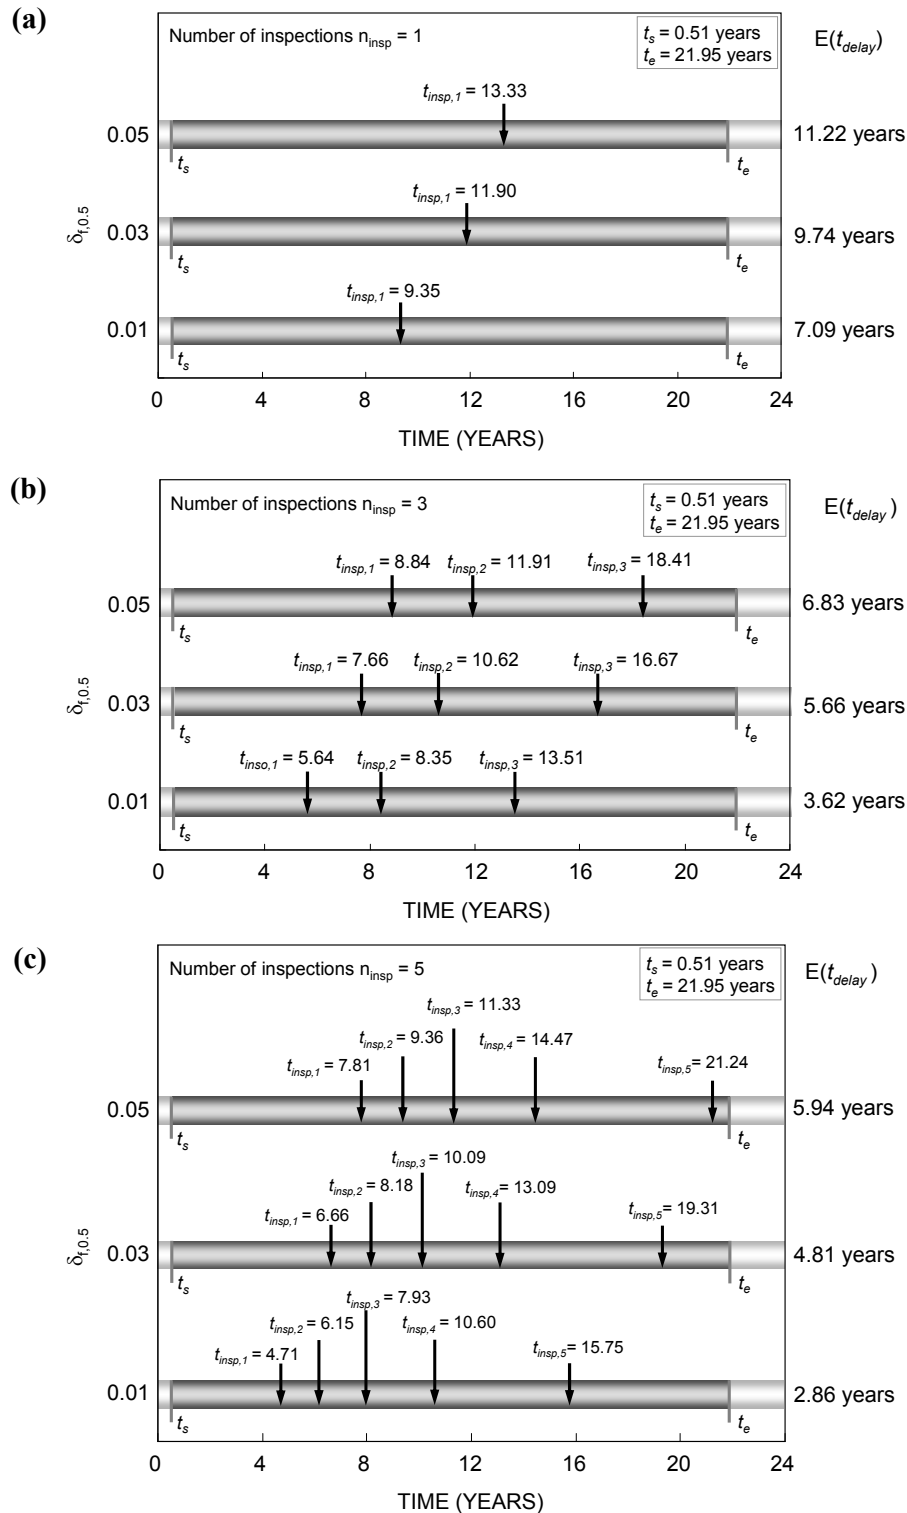 (a)
Number of inspections n_insp = 1
t_s = 0.51 years
t_e = 21.95 years
E(t_delay)
t_insp,1 = 13.33
0.05
t_s
t_e
11.22 years
t_insp,1 = 11.90
δ_f,0.5
0.03
t_s
t_e
9.74 years
t_insp,1 = 9.35
0.01
t_s
t_e
7.09 years
0 4 8 12 16 20 24
TIME (YEARS)
(b)
Number of inspections n_insp = 3
t_s = 0.51 years
t_e = 21.95 years
E(t_delay)
t_insp,1 = 8.84 t_insp,2 = 11.91 t_insp,3 = 18.41
0.05
t_s
t_e
6.83 years
t_insp,1 = 7.66 t_insp,2 = 10.62 t_insp,3 = 16.67
δ_f,0.5
0.03
t_s
t_e
5.66 years
t_inso,1 = 5.64 t_insp,2 = 8.35 t_insp,3 = 13.51
0.01
t_s
t_e
3.62 years
0 4 8 12 16 20 24
TIME (YEARS)
(c)
Number of inspections n_insp = 5
t_s = 0.51 years
t_e = 21.95 years
E(t_delay)
t_insp,3 = 11.33
t_insp,2 = 9.36 t_insp,4 = 14.47
t_insp,1 = 7.81 t_insp,5 = 21.24
0.05
t_s
t_e
5.94 years
t_insp,3 = 10.09
t_insp,2 = 8.18 t_insp,4 = 13.09
t_insp,1 = 6.66 t_insp,5 = 19.31
δ_f,0.5
0.03
t_s
t_e
4.81 years
t_insp,3 = 7.93
t_insp,2 = 6.15 t_insp,4 = 10.60
t_insp,1 = 4.71 t_insp,5 = 15.75
0.01
t_s
t_e
2.86 years
0 4 8 12 16 20 24
TIME (YEARS)